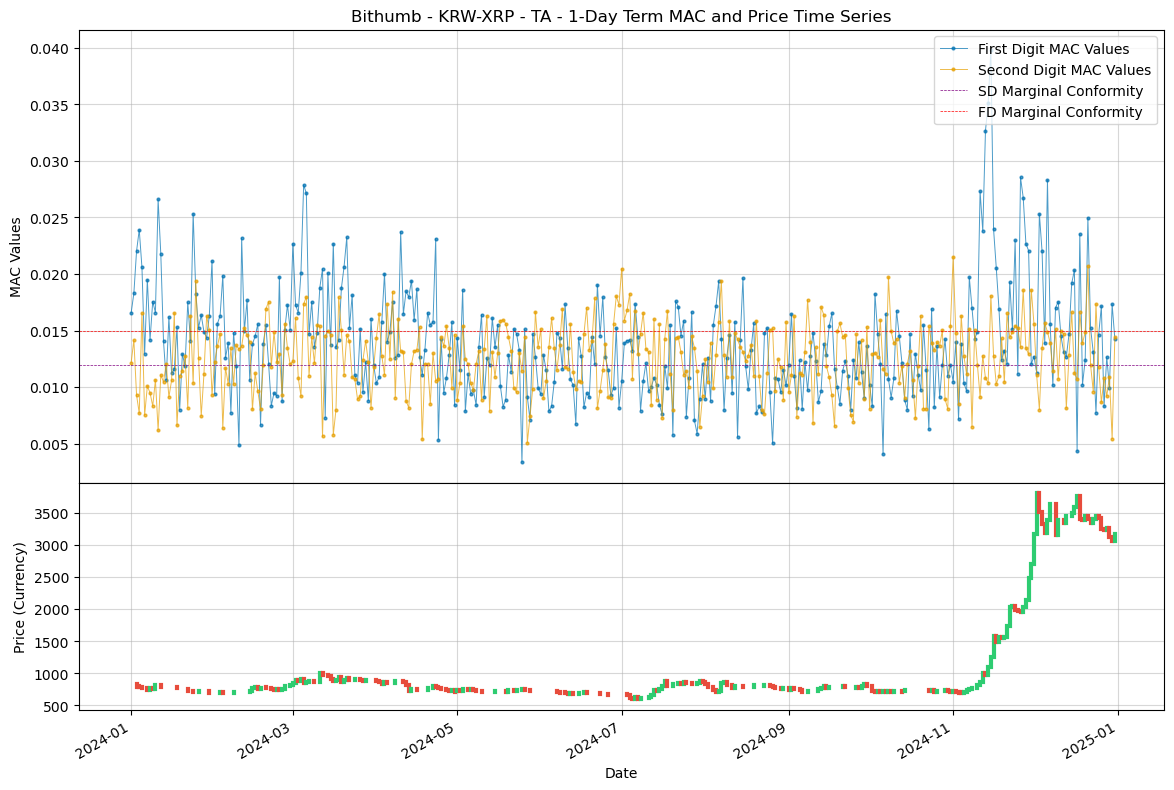 Bithumb - KRW-XRP - TA - 1-Day Term MAC and Price Time Series
First Digit MAC Values
Second Digit MAC Values
SD Marginal Conformity
FD Marginal Conformity
MAC Values
0.040
0.035
0.030
0.025
0.020
0.015
0.010
0.005
Price (Currency)
3500
3000
2500
2000
1500
1000
500
2024-01
2024-03
2024-05
2024-07
2024-09
2024-11
2025-01
Date